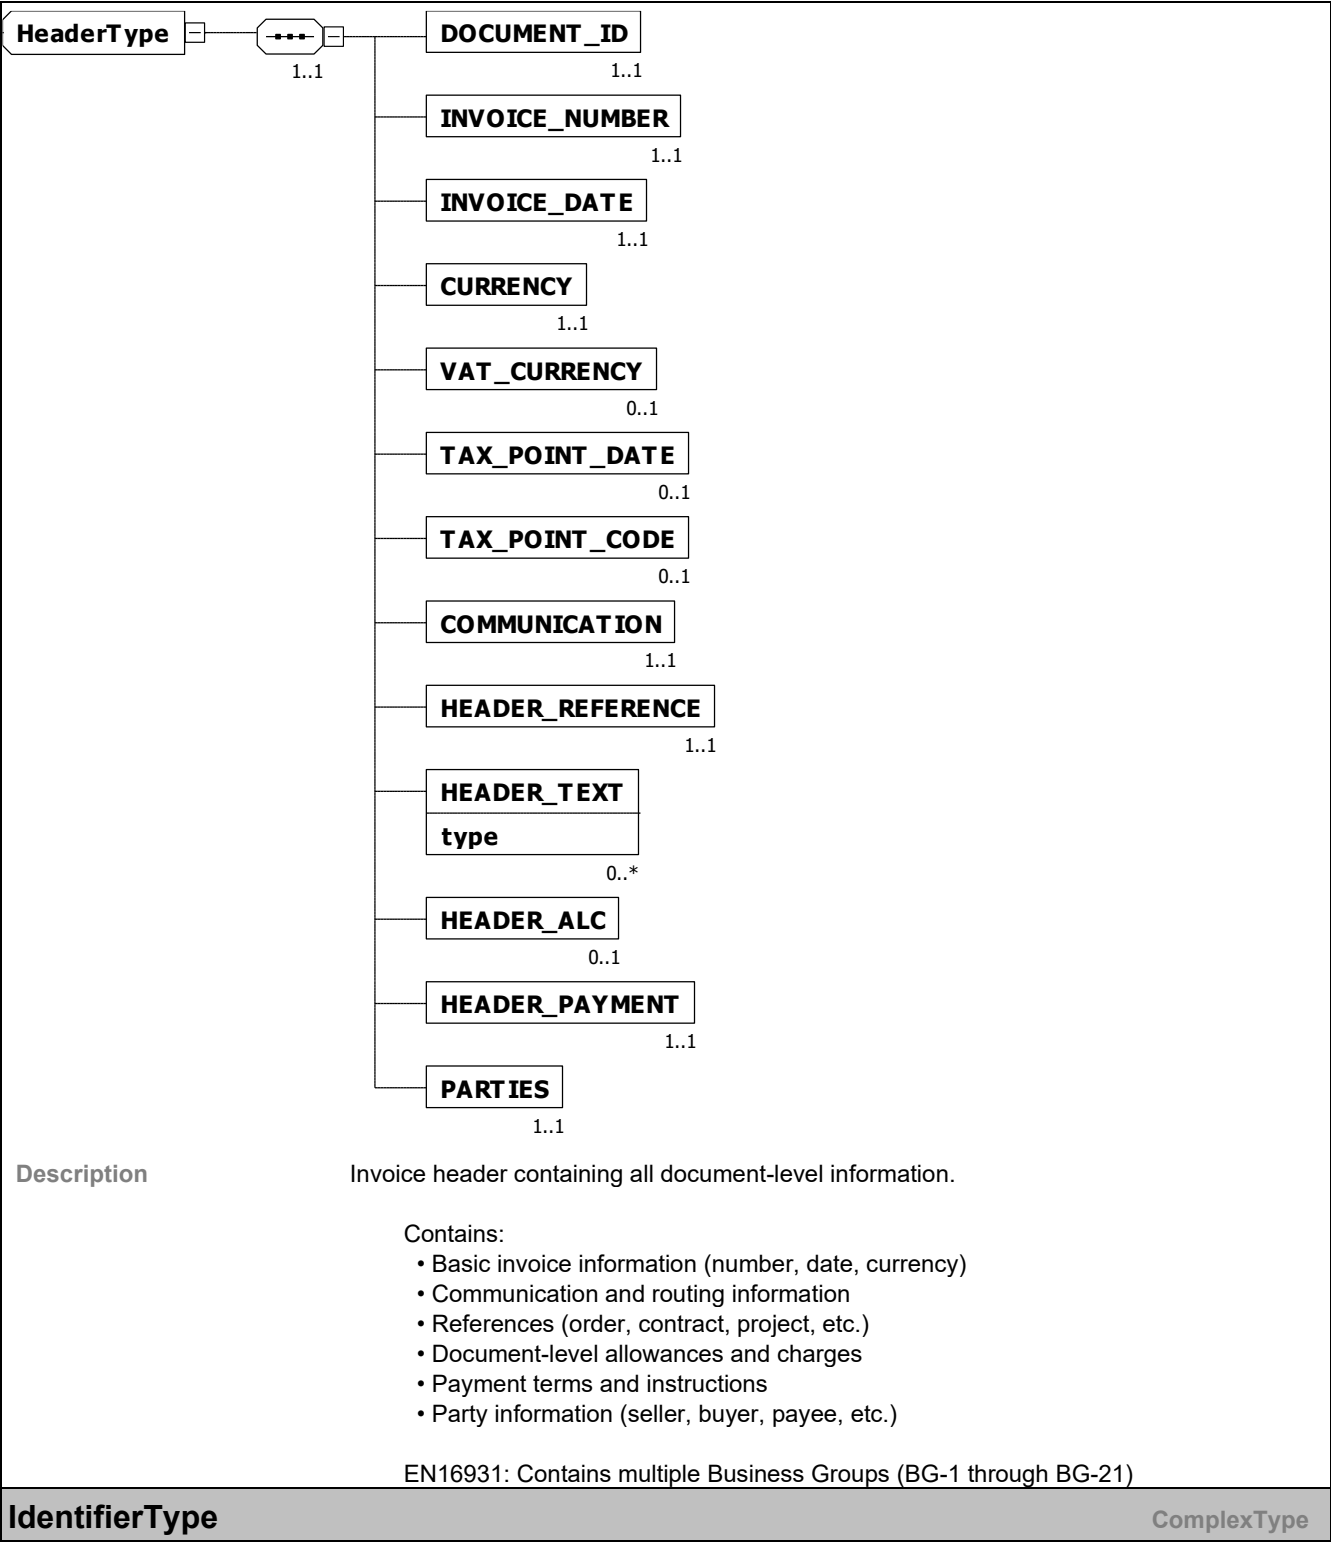 HeaderType
1..1
DOCUMENT_ID
1..1
INVOICE_NUMBER
1..1
INVOICE_DATE
1..1
CURRENCY
1..1
VAT_CURRENCY
0..1
TAX_POINT_DATE
0..1
TAX_POINT_CODE
0..1
COMMUNICATION
1..1
HEADER_REFERENCE
1..1
HEADER_TEXT
type
0..*
HEADER_ALC
0..1
HEADER_PAYMENT
1..1
PARTIES
1..1
Description Invoice header containing all document-level information.
Contains:
• Basic invoice information (number, date, currency)
• Communication and routing information
• References (order, contract, project, etc.)
• Document-level allowances and charges
• Payment terms and instructions
• Party information (seller, buyer, payee, etc.)
EN16931: Contains multiple Business Groups (BG-1 through BG-21)
IdentifierType ComplexType